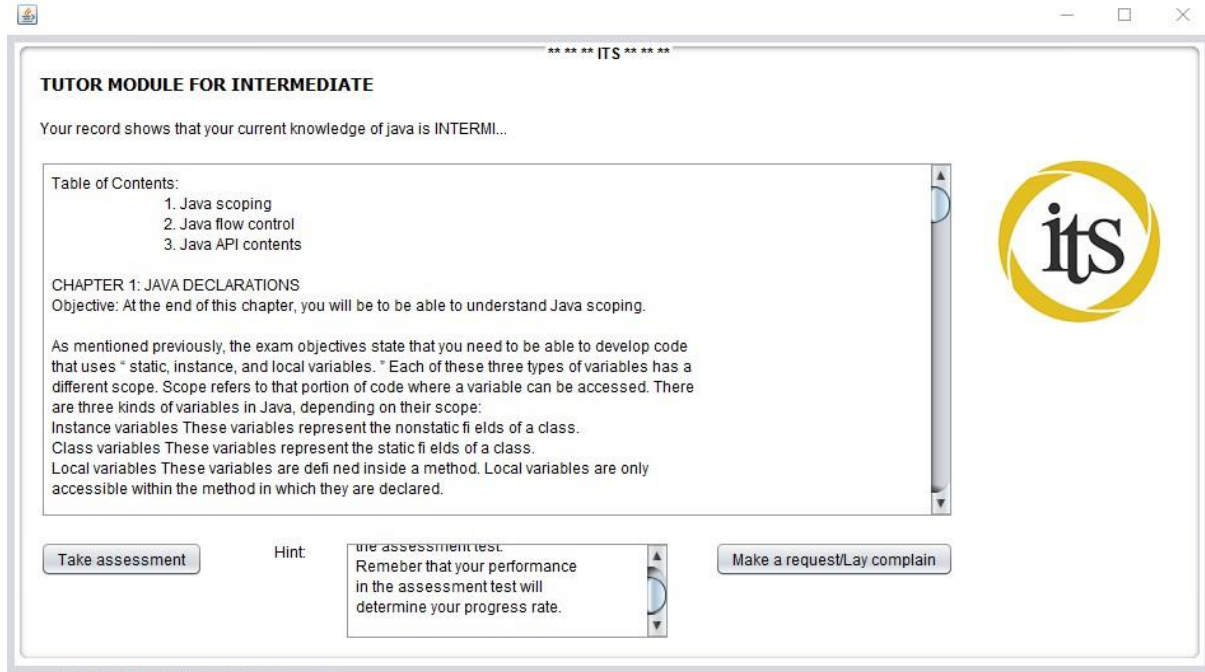 ** ** ** ITS ** ** **
TUTOR MODULE FOR INTERMEDIATE
Your record shows that your current knowledge of java is INTERMI...
Table of Contents:
1. Java scoping
2. Java flow control
3. Java API contents
CHAPTER 1: JAVA DECLARATIONS
Objective: At the end of this chapter, you will be to be able to understand Java scoping.
As mentioned previously, the exam objectives state that you need to be able to develop code
that uses “ static, instance, and local variables. ” Each of these three types of variables has a
different scope. Scope refers to that portion of code where a variable can be accessed. There
are three kinds of variables in Java, depending on their scope:
Instance variables These variables represent the nonstatic fi elds of a class.
Class variables These variables represent the static fi elds of a class.
Local variables These variables are defi ned inside a method. Local variables are only
accessible within the method in which they are declared.
its
Take assessment
Hint:
the assessment test.
Remeber that your performance
in the assessment test will
determine your progress rate.
Make a request/Lay complain